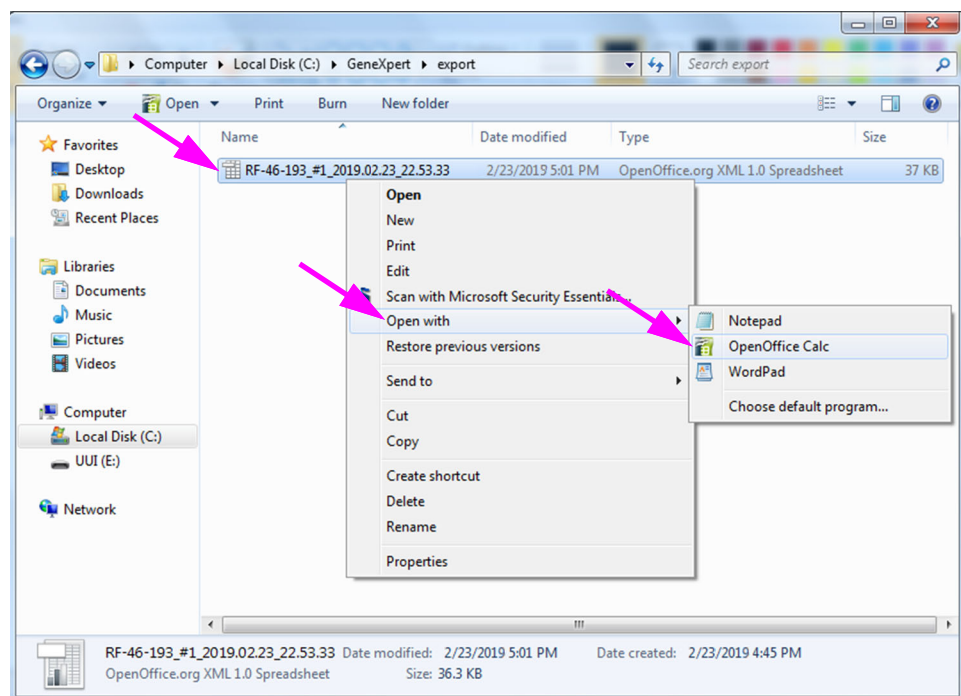 Computer Local Disk (C:) GeneXpert export Search export
Organize Open Print Burn New folder
Name Date modified Type Size
RF-46-193_#1_2019.02.23_22.53.33 2/23/2019 5:01 PM OpenOffice.org XML 1.0 Spreadsheet 37 KB
Favorites
Desktop
Downloads
Recent Places
Libraries
Documents
Music
Pictures
Videos
Computer
Local Disk (C:)
UUI (E:)
Network
Open
New
Print
Edit
Scan with Microsoft Security Essentials...
Open with
Restore previous versions
Send to
Cut
Copy
Create shortcut
Delete
Rename
Properties
Notepad
OpenOffice Calc
WordPad
Choose default program...
RF-46-193_#1_2019.02.23_22.53.33 Date modified: 2/23/2019 5:01 PM Date created: 2/23/2019 4:45 PM
OpenOffice.org XML 1.0 Spreadsheet Size: 36.3 KB